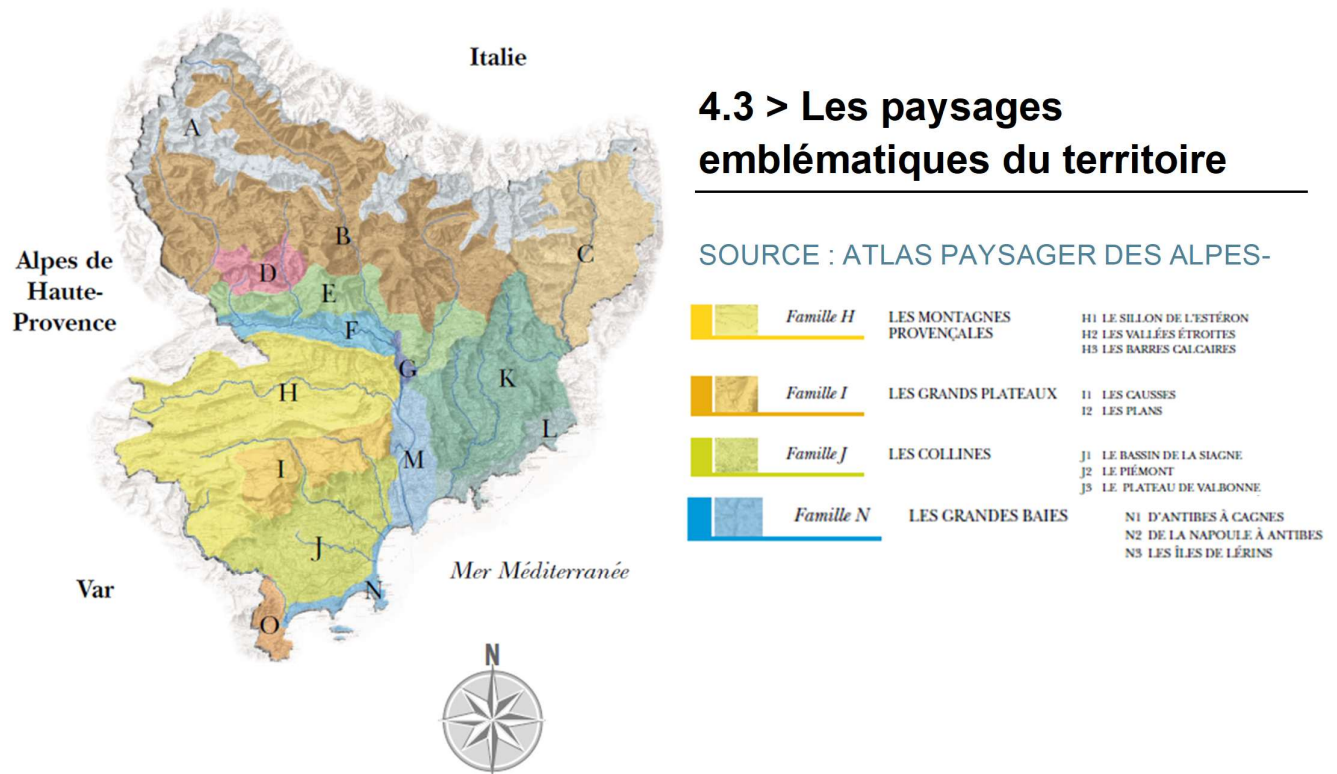 Italie
4.3 > Les paysages
emblématiques du territoire
A
B
C
SOURCE : ATLAS PAYSAGER DES ALPES-
Alpes de
Haute-
Provence
D
E
F
G
H
K
L
I
M
J
N
O
Var
Mer Méditerranée
N
Famille H
LES MONTAGNES
PROVENÇALES
H1 LE SILLON DE L'ESTÉRON
H2 LES VALLÉES ÉTROITES
H3 LES BARRES CALCAIRES
Famille I
LES GRANDS PLATEAUX
I1 LES CAUSSES
I2 LES PLANS
Famille J
LES COLLINES
J1 LE BASSIN DE LA SIAGNE
J2 LE PIÉMONT
J3 LE PLATEAU DE VALBONNE
Famille N
LES GRANDES BAIES
N1 D'ANTIBES À CAGNES
N2 DE LA NAPOULE À ANTIBES
N3 LES ÎLES DE LÉRINS